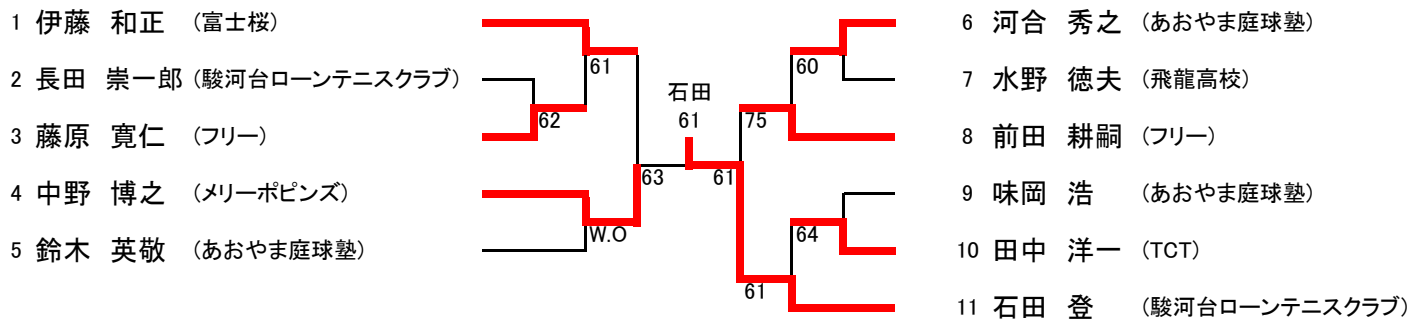 1 伊藤 和正 (富士桜)
2 長田 崇一郎 (駿河台ローンテニスクラブ)
3 藤原 寛仁 (フリー)
4 中野 博之 (メリーポピンズ)
5 鈴木 英敬 (あおやま庭球塾)
61
62
63
W.O
石田
61
61
60
75
64
61
6 河合 秀之 (あおやま庭球塾)
7 水野 徳夫 (飛龍高校)
8 前田 耕嗣 (フリー)
9 味岡 浩 (あおやま庭球塾)
10 田中 洋一 (TCT)
11 石田 登 (駿河台ローンテニスクラブ)